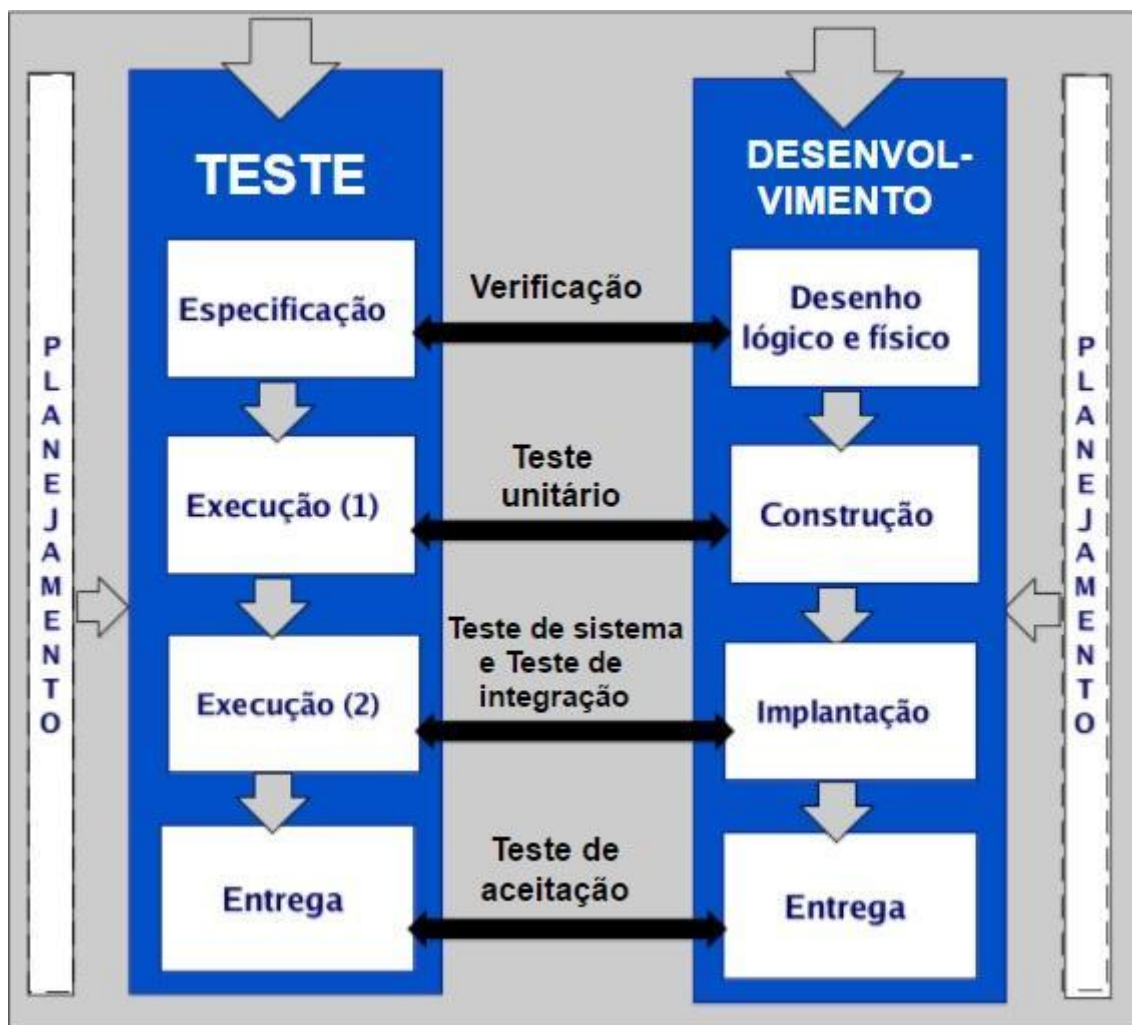 PLANEJAMENTO
TESTE
Especificação
Execução (1)
Execução (2)
Entrega
Verificação
Teste
unitário
Teste de sistema
e Teste de
integração
Teste de
aceitação
DESENVOL-
VIMENTO
Desenho
lógico e físico
Construção
Implantação
Entrega
PLANEJAMENTO